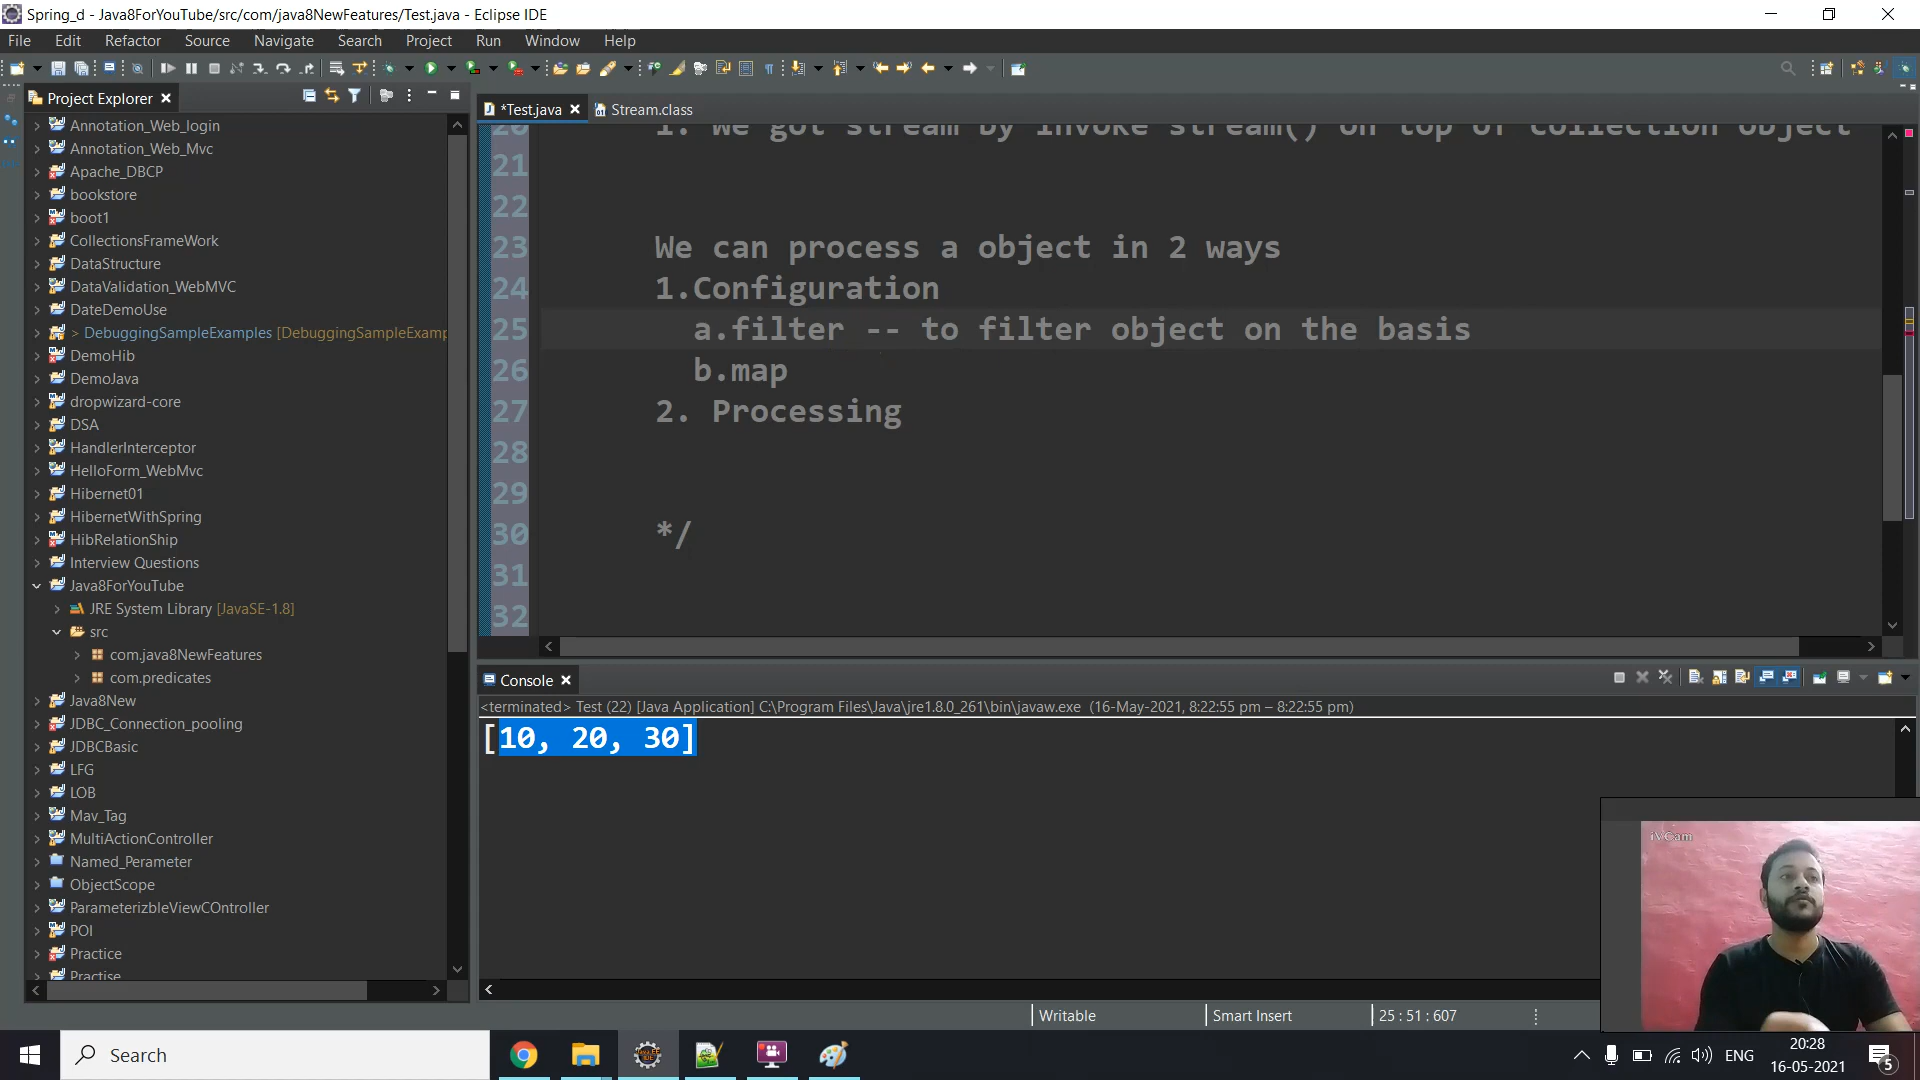 Spring_d - Java8ForYouTube/src/com/java8NewFeatures/Test.java - Eclipse IDE
File Edit Refactor Source Navigate Search Project Run Window Help
Project Explorer
*Test.java
Stream.class
Annotation_Web_login
Annotation_Web_Mvc
Apache_DBCP
bookstore
boot1
CollectionsFrameWork
DataStructure
DataValidation_WebMVC
DateDemoUse
> DebuggingSampleExamples [DebuggingSampleExamp
DemoHib
DemoJava
dropwizard-core
DSA
HandlerInterceptor
HelloForm_WebMvc
Hibernet01
HibernetWithSpring
HibRelationShip
Interview Questions
Java8ForYouTube
JRE System Library [JavaSE-1.8]
src
com.java8NewFeatures
com.predicates
Java8New
JDBC_Connection_pooling
JDBCBasic
LFG
LOB
Mav_Tag
MultiActionController
Named_Perameter
ObjectScope
ParameterizbleViewCOntroller
POI
Practice
Practise
20 1. We got stream by invoke stream() on top of collection object
21
22
23 We can process a object in 2 ways
24 1.Configuration
25 a.filter -- to filter object on the basis
26 b.map
27 2. Processing
28
29
30 */
31
32
Console
<terminated> Test (22) [Java Application] C:\Program Files\Java\jre1.8.0_261\bin\javaw.exe (16-May-2021, 8:22:55 pm – 8:22:55 pm)
[10, 20, 30]
iVCam
Writable
Smart Insert
25 : 51 : 607
Search
ENG
20:28
16-05-2021
5